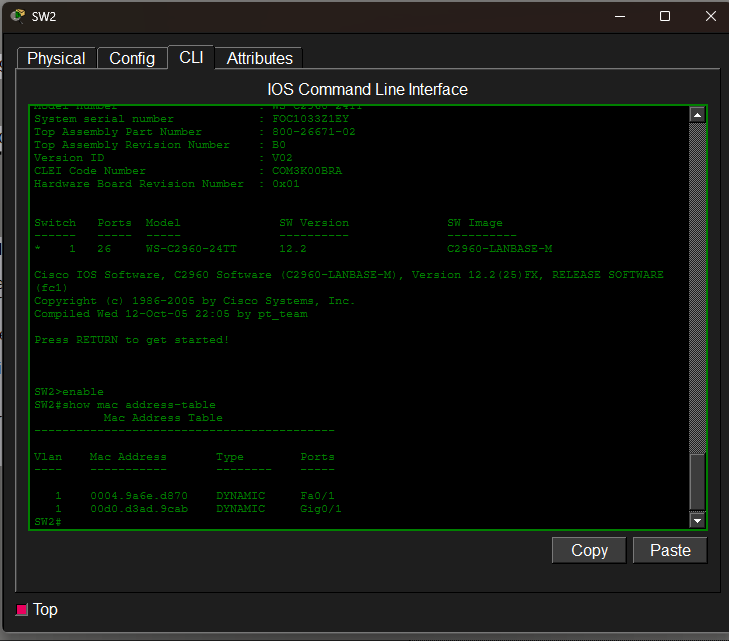 SW2
Physical Config CLI Attributes
IOS Command Line Interface
Model number : WS-C2960-24TT
System serial number : FOC1033Z1EY
Top Assembly Part Number : 800-26671-02
Top Assembly Revision Number : B0
Version ID : V02
CLEI Code Number : COM3K00BRA
Hardware Board Revision Number : 0x01
Switch Ports Model SW Version SW Image
------ ----- ----- ---------- ----------
* 1 26 WS-C2960-24TT 12.2 C2960-LANBASE-M
Cisco IOS Software, C2960 Software (C2960-LANBASE-M), Version 12.2(25)FX, RELEASE SOFTWARE
(fc1)
Copyright (c) 1986-2005 by Cisco Systems, Inc.
Compiled Wed 12-Oct-05 22:05 by pt_team
Press RETURN to get started!
SW2>enable
SW2#show mac address-table
Mac Address Table
-------------------------------------------
Vlan Mac Address Type Ports
---- ----------- -------- -----
1 0004.9a6e.d870 DYNAMIC Fa0/1
1 00d0.d3ad.9cab DYNAMIC Gig0/1
SW2#
Copy Paste
Top